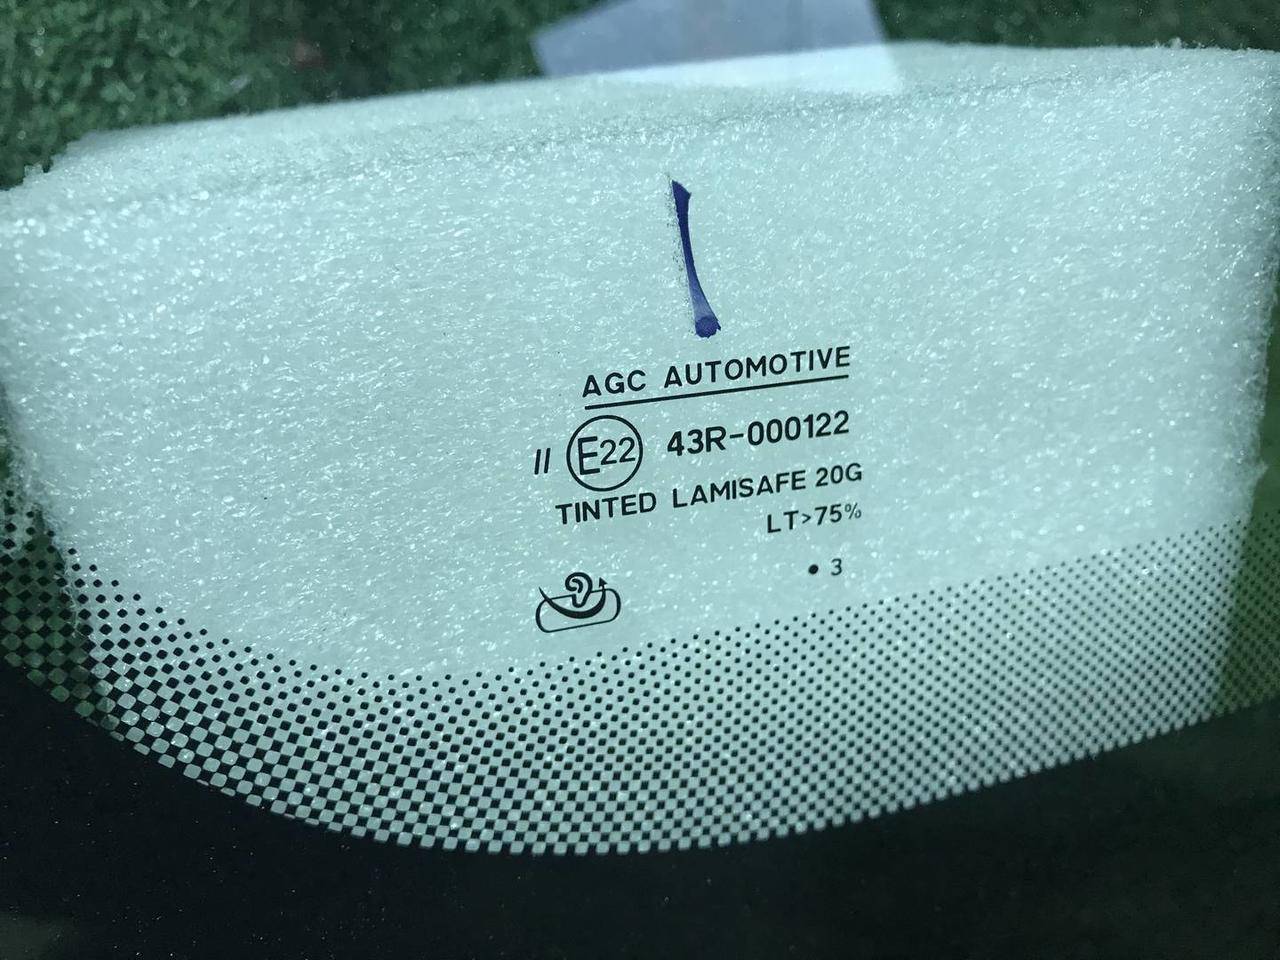 AGC AUTOMOTIVE
II E22 43R-000122
TINTED LAMISAFE 20G
LT>75%
• 3